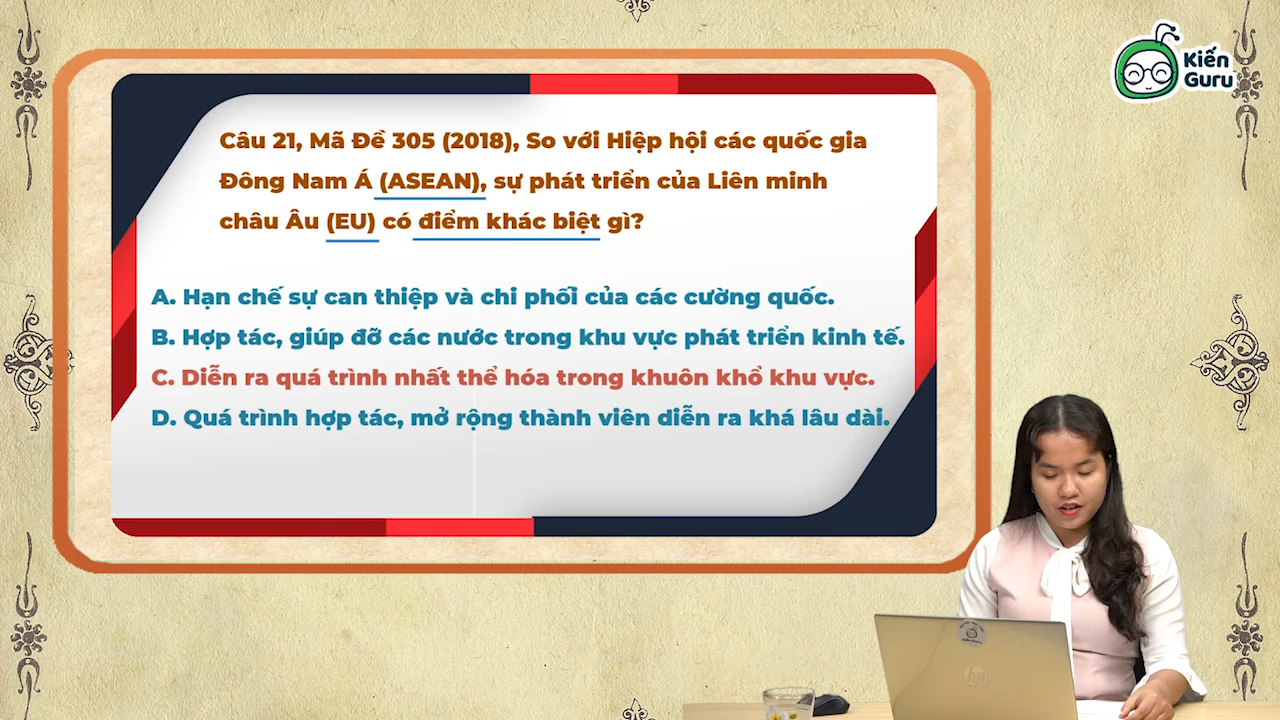 Kiến
Guru
Câu 21, Mã Đề 305 (2018), So với Hiệp hội các quốc gia
Đông Nam Á (ASEAN), sự phát triển của Liên minh
châu Âu (EU) có điểm khác biệt gì?
A. Hạn chế sự can thiệp và chi phối của các cường quốc.
B. Hợp tác, giúp đỡ các nước trong khu vực phát triển kinh tế.
C. Diễn ra quá trình nhất thể hóa trong khuôn khổ khu vực.
D. Quá trình hợp tác, mở rộng thành viên diễn ra khá lâu dài.
hp